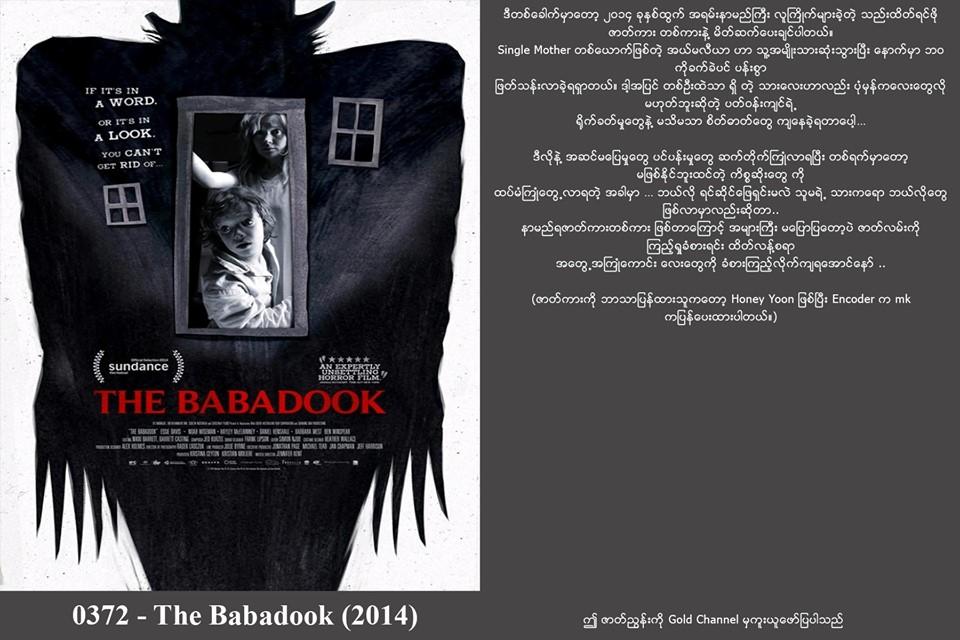 IF IT'S IN
A WORD.
OR IT'S IN
A LOOK.
YOU CAN'T
GET RID OF...
Official Selection 2014
sundance
★★★★★
AN EXPERTLY
UNSETTLING
HORROR FILM.
THE BABADOOK
0372 - The Babadook (2014)
ဒီတစ်ခေါက်မှာတော့ ၂၀၁၄ ခုနှစ်ထွက် အရမ်းနာမည်ကြီး လူကြိုက်များခဲ့တဲ့ သည်းထိတ်ရင်ဖို
ဇာတ်ကား တစ်ကားနဲ့ မိတ်ဆက်ပေးချင်ပါတယ်။
Single Mother တစ်ယောက်ဖြစ်တဲ့ အယ်မလီယာ ဟာ သူ့အမျိုးသားဆုံးသွားပြီး နောက်မှာ ဘဝ
ကိုခက်ခဲပင် ပန်းစွာ
ဖြတ်သန်းလာခဲ့ရရှာတယ်။ ဒါ့အပြင် တစ်ဦးထဲသာ ရှိ တဲ့ သားလေးဟာလည်း ပုံမှန်ကလေးတွေလို
မဟုတ်ဘူးဆိုတဲ့ ပတ်ဝန်းကျင်ရဲ့
ရိုက်ခတ်မှုတွေနဲ့ မသိမသာ စိတ်ဓာတ်တွေ ကျနေခဲ့ရတာပေါ့...
ဒီလိုနဲ့ အဆင်မပြေမှုတွေ ပင်ပန်းမှုတွေ ဆက်တိုက်ကြုံလာရပြီး တစ်ရက်မှာတော့
မဖြစ်နိုင်ဘူးထင်တဲ့ ကိစ္စဆိုးတွေ ကို
ထပ်မံကြုံတွေ့လာရတဲ့ အခါမှာ ... ဘယ်လို ရင်ဆိုင်ဖြေရှင်းမလဲ သူမရဲ့ သားကရော ဘယ်လိုတွေ
ဖြစ်လာမှာလည်းဆိုတာ..
နာမည်ရဇာတ်ကားတစ်ကား ဖြစ်တာကြောင့် အများကြီး မပြောပြတော့ပဲ ဇာတ်လမ်းကို
ကြည့်ရှုခံစားရင်း ထိတ်လန့်စရာ
အတွေ့အကြုံကောင်း လေးတွေကို ခံစားကြည့်လိုက်ကျရအောင်နော် ..
(ဇာတ်ကားကို ဘာသာပြန်ထားသူကတော့ Honey Yoon ဖြစ်ပြီး Encoder က mk
ကပြန်ပေးထားပါတယ်။)
ဤ ဇာတ်ညွှန်းကို Gold Channel မှကူးယူဖော်ပြပါသည်